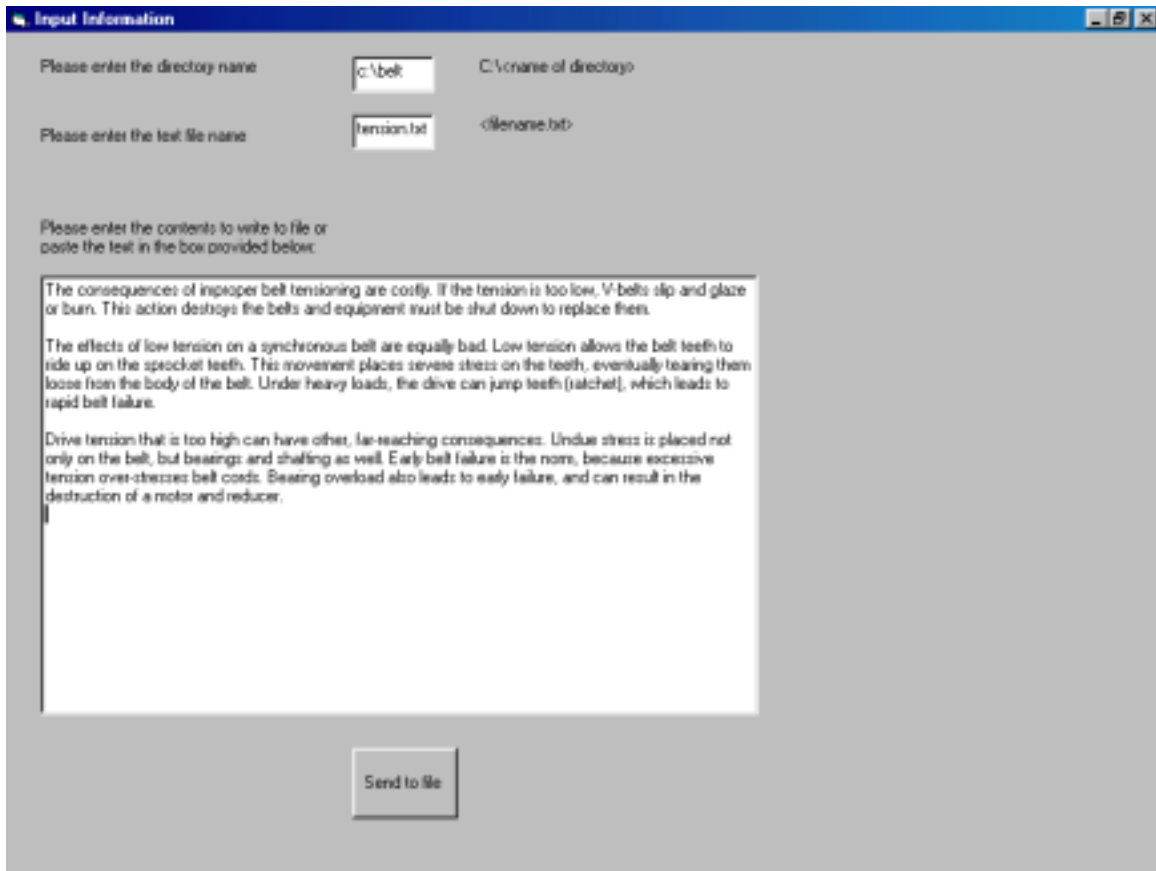 Input Information
Please enter the directory name
c:\belt
C:\<name of directory>
Please enter the text file name
tension.txt
<filename.txt>
Please enter the contents to write to file or
paste the text in the box provided below:
The consequences of improper belt tensioning are costly. If the tension is too low, V-belts slip and glaze
or burn. This action destroys the belts and equipment must be shut down to replace them.
The effects of low tension on a synchronous belt are equally bad. Low tension allows the belt teeth to
ride up on the sprocket teeth. This movement places severe stress on the teeth, eventually tearing them
loose from the body of the belt. Under heavy loads, the drive can jump teeth (ratchet), which leads to
rapid belt failure.
Drive tension that is too high can have other, far-reaching consequences. Undue stress is placed not
only on the belt, but bearings and shafting as well. Early belt failure is the norm, because excessive
tension over-stresses belt cords. Bearing overload also leads to early failure, and can result in the
destruction of a motor and reducer.
Send to file